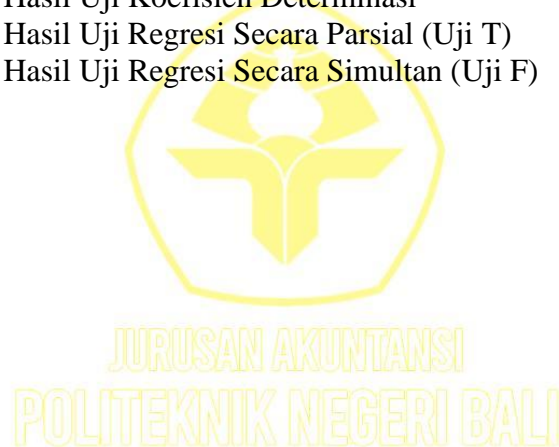 Hasil Uji Koefisien Determinasi
Hasil Uji Regresi Secara Parsial (Uji T)
Hasil Uji Regresi Secara Simultan (Uji F)
JURUSAN AKUNTANSI
POLITEKNIK NEGERI BALI